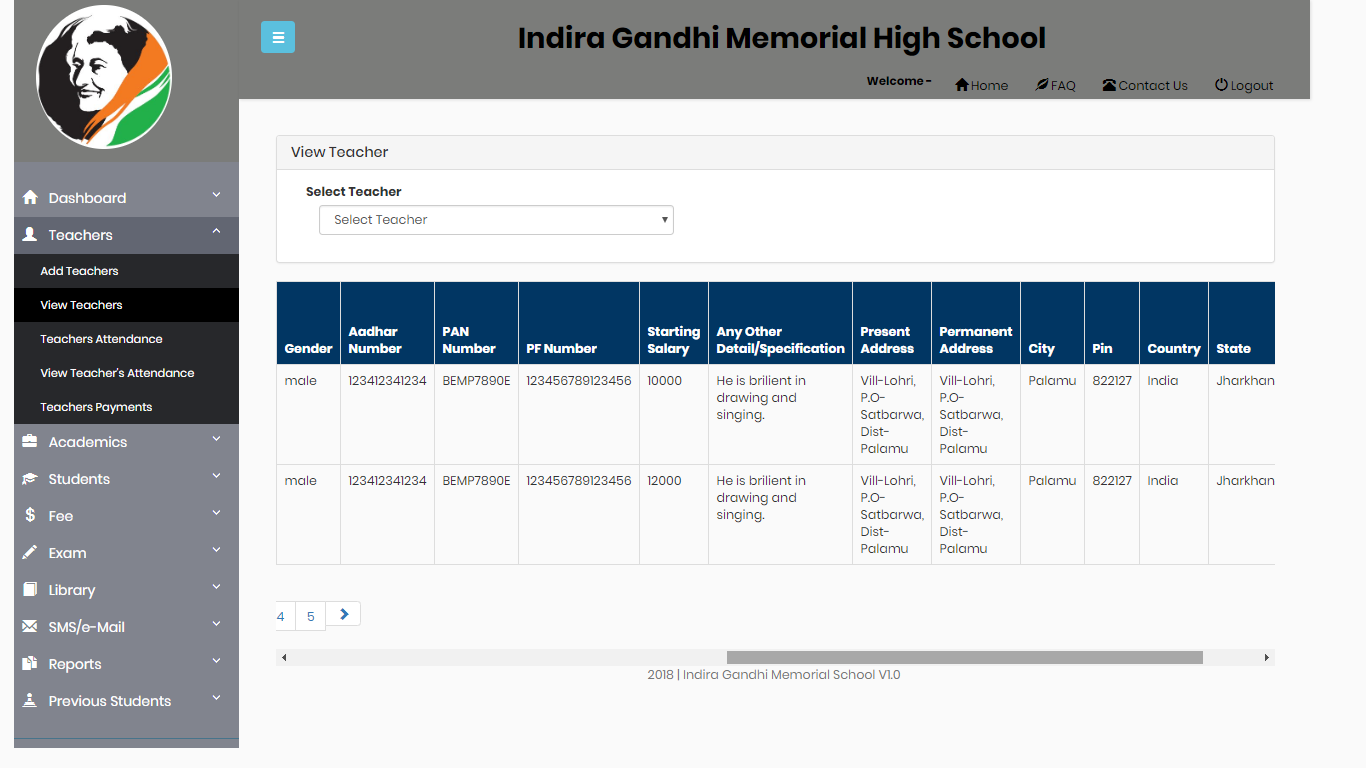 Indira Gandhi Memorial High School
Welcome -
Home
FAQ
Contact Us
Logout
Dashboard
Teachers
Add Teachers
View Teachers
Teachers Attendance
View Teacher's Attendance
Teachers Payments
Academics
Students
Fee
Exam
Library
SMS/e-Mail
Reports
Previous Students
View Teacher
Select Teacher
Select Teacher
Gender Aadhar Number PAN Number PF Number Starting Salary Any Other Detail/Specification Present Address Permanent Address City Pin Country State
male 123412341234 BEMP7890E 123456789123456 10000 He is brilient in drawing and singing. Vill-Lohri, P.O- Satbarwa, Dist- Palamu Vill-Lohri, P.O- Satbarwa, Dist- Palamu Palamu 822127 India Jharkhan
male 123412341234 BEMP7890E 123456789123456 12000 He is brilient in drawing and singing. Vill-Lohri, P.O- Satbarwa, Dist- Palamu Vill-Lohri, P.O- Satbarwa, Dist- Palamu Palamu 822127 India Jharkhan
4 5
2018 | Indira Gandhi Memorial School V1.0